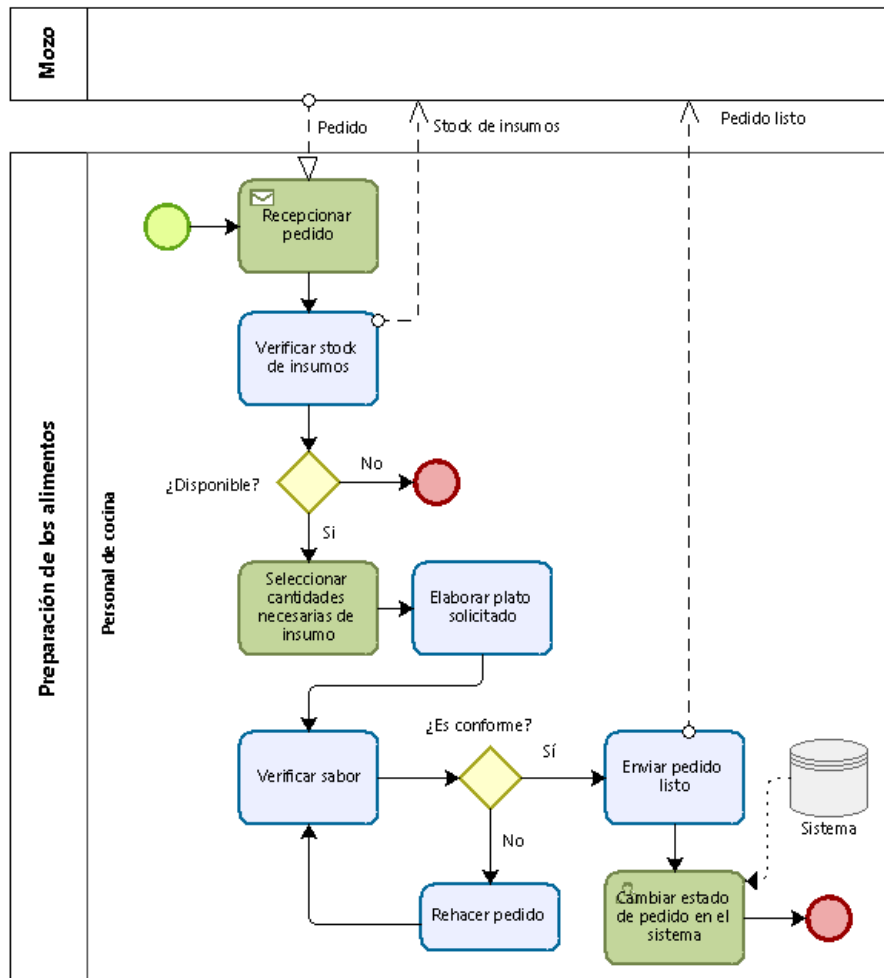 Mozo
Pedido
Stock de insumos
Pedido listo
Preparación de los alimentos
Personal de cocina
Recepcionar
pedido
Verificar stock
de insumos
¿Disponible?
No
Si
Seleccionar
cantidades
necesarias de
insumo
Elaborar plato
solicitado
Verificar sabor
¿Es conforme?
Sí
No
Rehacer pedido
Enviar pedido
listo
Sistema
Cambiar estado
de pedido en el
sistema